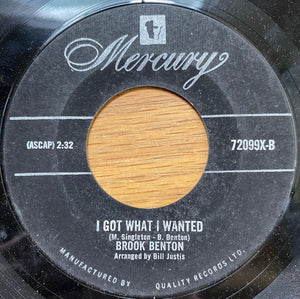 Mercury
(ASCAP) 2:32
72099X-B
I GOT WHAT I WANTED
(M. Singleton - B. Benton)
BROOK BENTON
Arranged by Bill Justis
MANUFACTURED BY QUALITY RECORDS LTD.